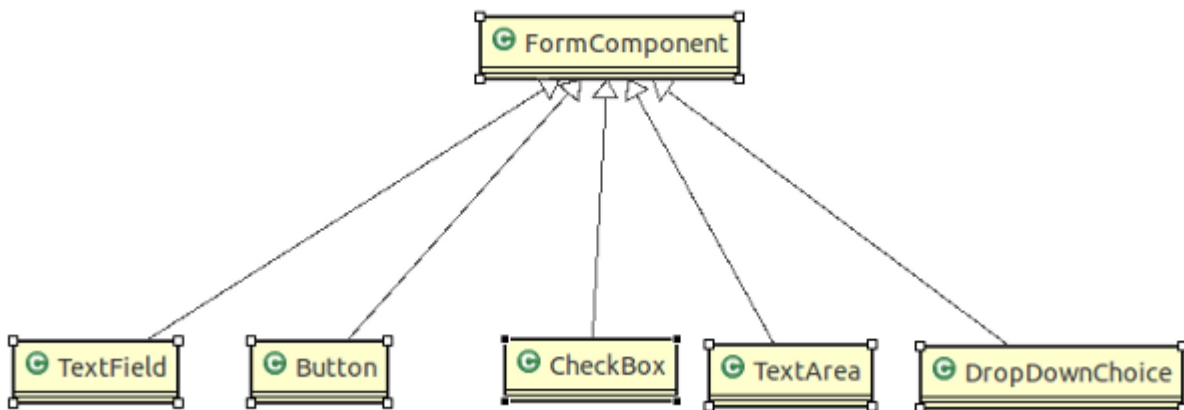 FormComponent
TextField
Button
CheckBox
TextArea
DropDownChoice